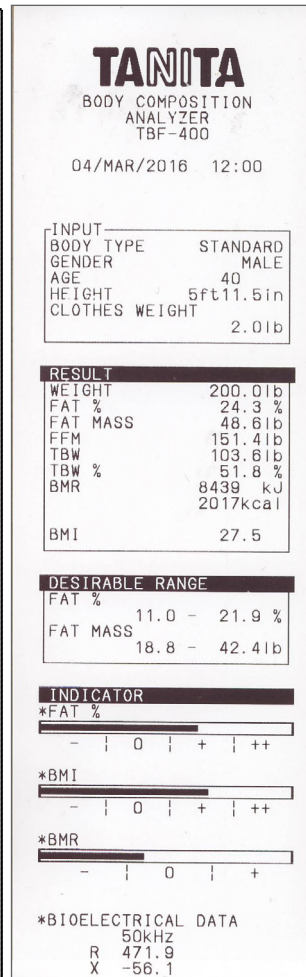 TANITA
BODY COMPOSITION
ANALYZER
TBF-400
04/MAR/2016 12:00
INPUT
BODY TYPE STANDARD
GENDER MALE
AGE 40
HEIGHT 5ft11.5in
CLOTHES WEIGHT
2.0lb
RESULT
WEIGHT 200.0lb
FAT % 24.3 %
FAT MASS 48.6lb
FFM 151.4lb
TBW 103.6lb
TBW % 51.8 %
BMR 8439 kJ
2017kcal
BMI 27.5
DESIRABLE RANGE
FAT %
11.0 - 21.9 %
FAT MASS
18.8 - 42.4lb
INDICATOR
*FAT %
- | 0 | + | ++
*BMI
- | 0 | + | ++
*BMR
- | 0 | +
*BIOELECTRICAL DATA
50kHz
R 471.9
X -56.1